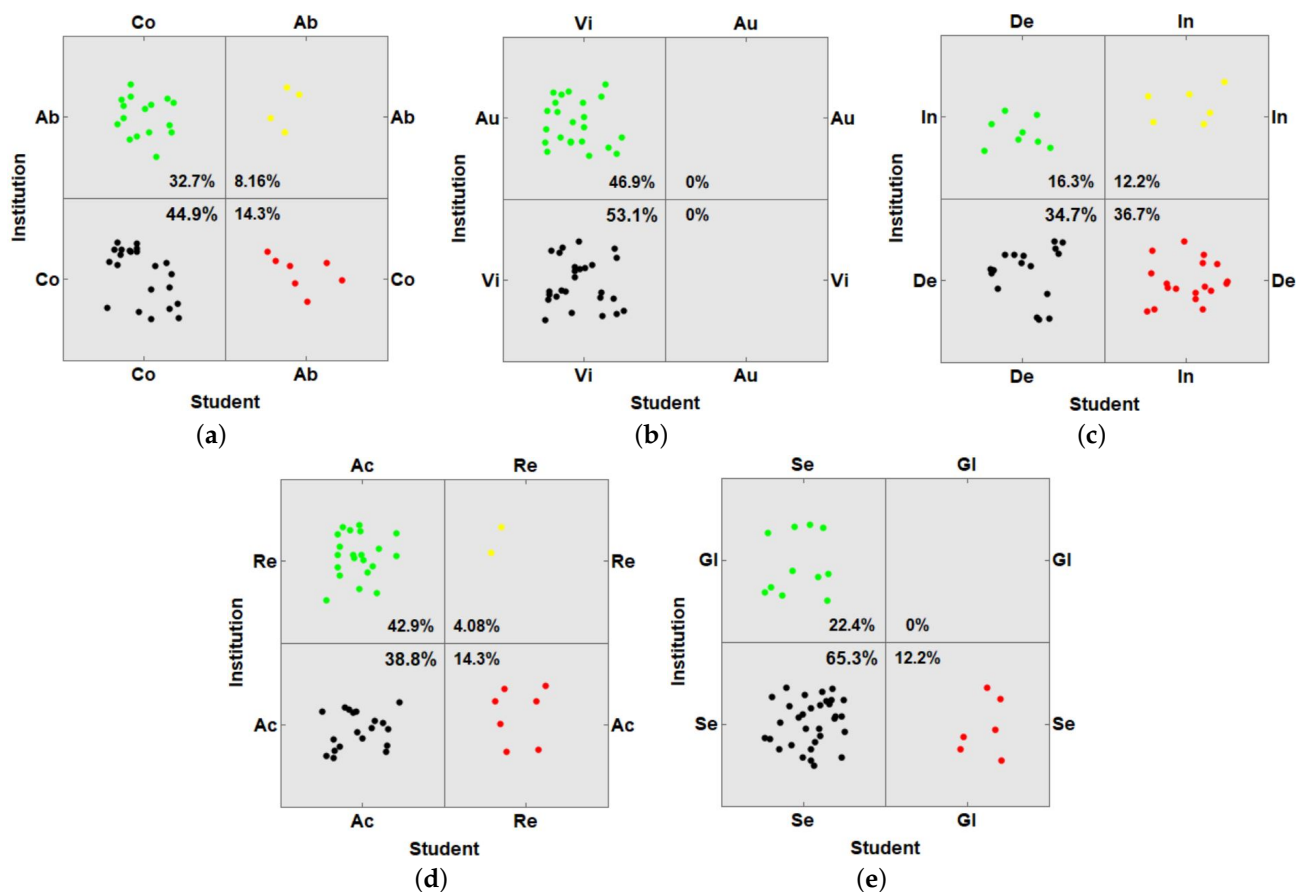 Co Ab
Ab Ab
32.7% 8.16%
Institution
44.9% 14.3%
Co Co
Co Ab
Student
(a)
Vi Au
Au Au
46.9% 0%
Institution
53.1% 0%
Vi Vi
Vi Au
Student
(b)
De In
In In
16.3% 12.2%
Institution
34.7% 36.7%
De De
De In
Student
(c)
Ac Re
Re Re
42.9% 4.08%
Institution
38.8% 14.3%
Ac Ac
Ac Re
Student
(d)
Se Gl
Gl Gl
22.4% 0%
Institution
65.3% 12.2%
Se Se
Se Gl
Student
(e)